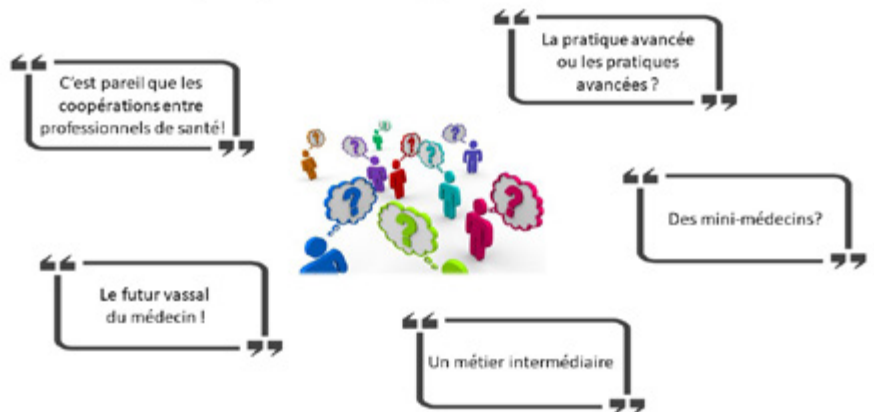 La pratique avancée
ou les pratiques
avancées ?
C'est pareil que les
coopérations entre
professionnels de santé!
Des mini-médecins?
Le futur vassal
du médecin !
Un métier intermédiaire